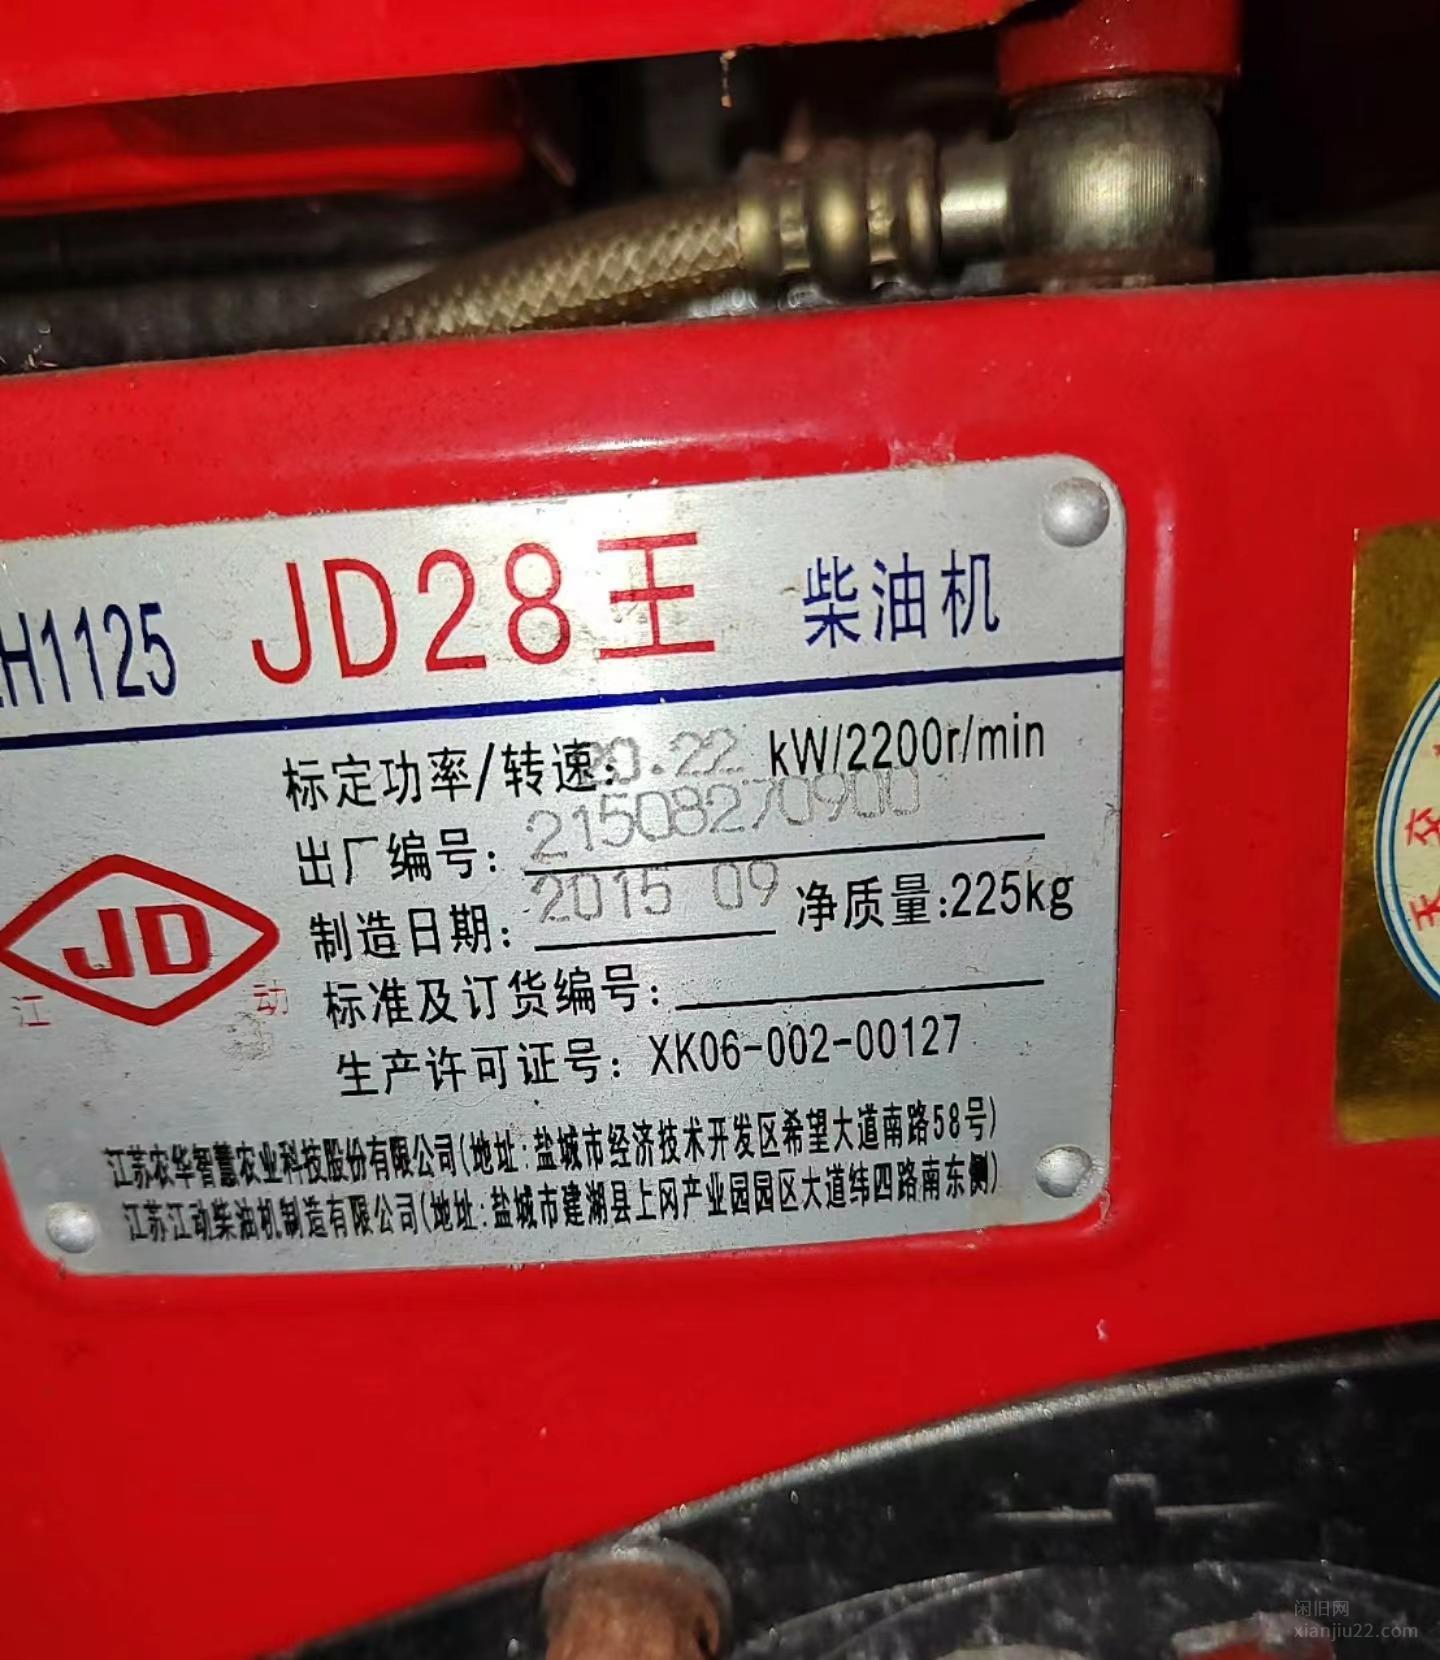 H1125 JD28王 柴油机
标定功率/转速: 20.22 kW/2200r/min
出厂编号: 21508270900
制造日期: 2015 09 净质量:225kg
JD
江 动
标准及订货编号:
生产许可证号: XK06-002-00127
江苏农华智慧农业科技股份有限公司(地址:盐城市经济技术开发区希望大道南路58号)
江苏江动柴油机制造有限公司(地址:盐城市建湖县上冈产业园园区大道纬四路南东侧)
闲旧网
xianjiu22.com